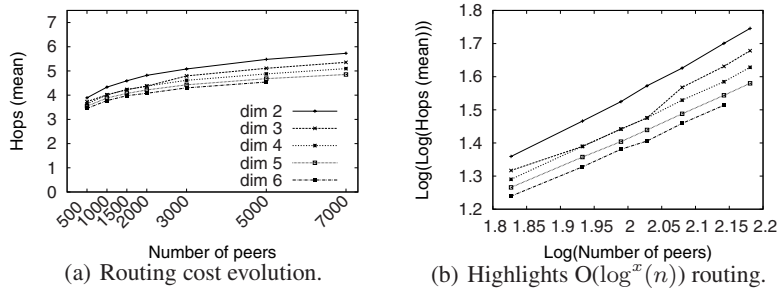 7
6
5
4
3
2
1
0
Hops (mean)
dim 2
dim 3
dim 4
dim 5
dim 6
500
1000
1500
2000
3000
5000
7000
Number of peers
(a) Routing cost evolution.
1.8
1.7
1.6
1.5
1.4
1.3
1.2
Log(Log(Hops (mean)))
1.8 1.85 1.9 1.95 2 2.05 2.1 2.15 2.2
Log(Number of peers)
(b) Highlights O(logˣ(n)) routing.